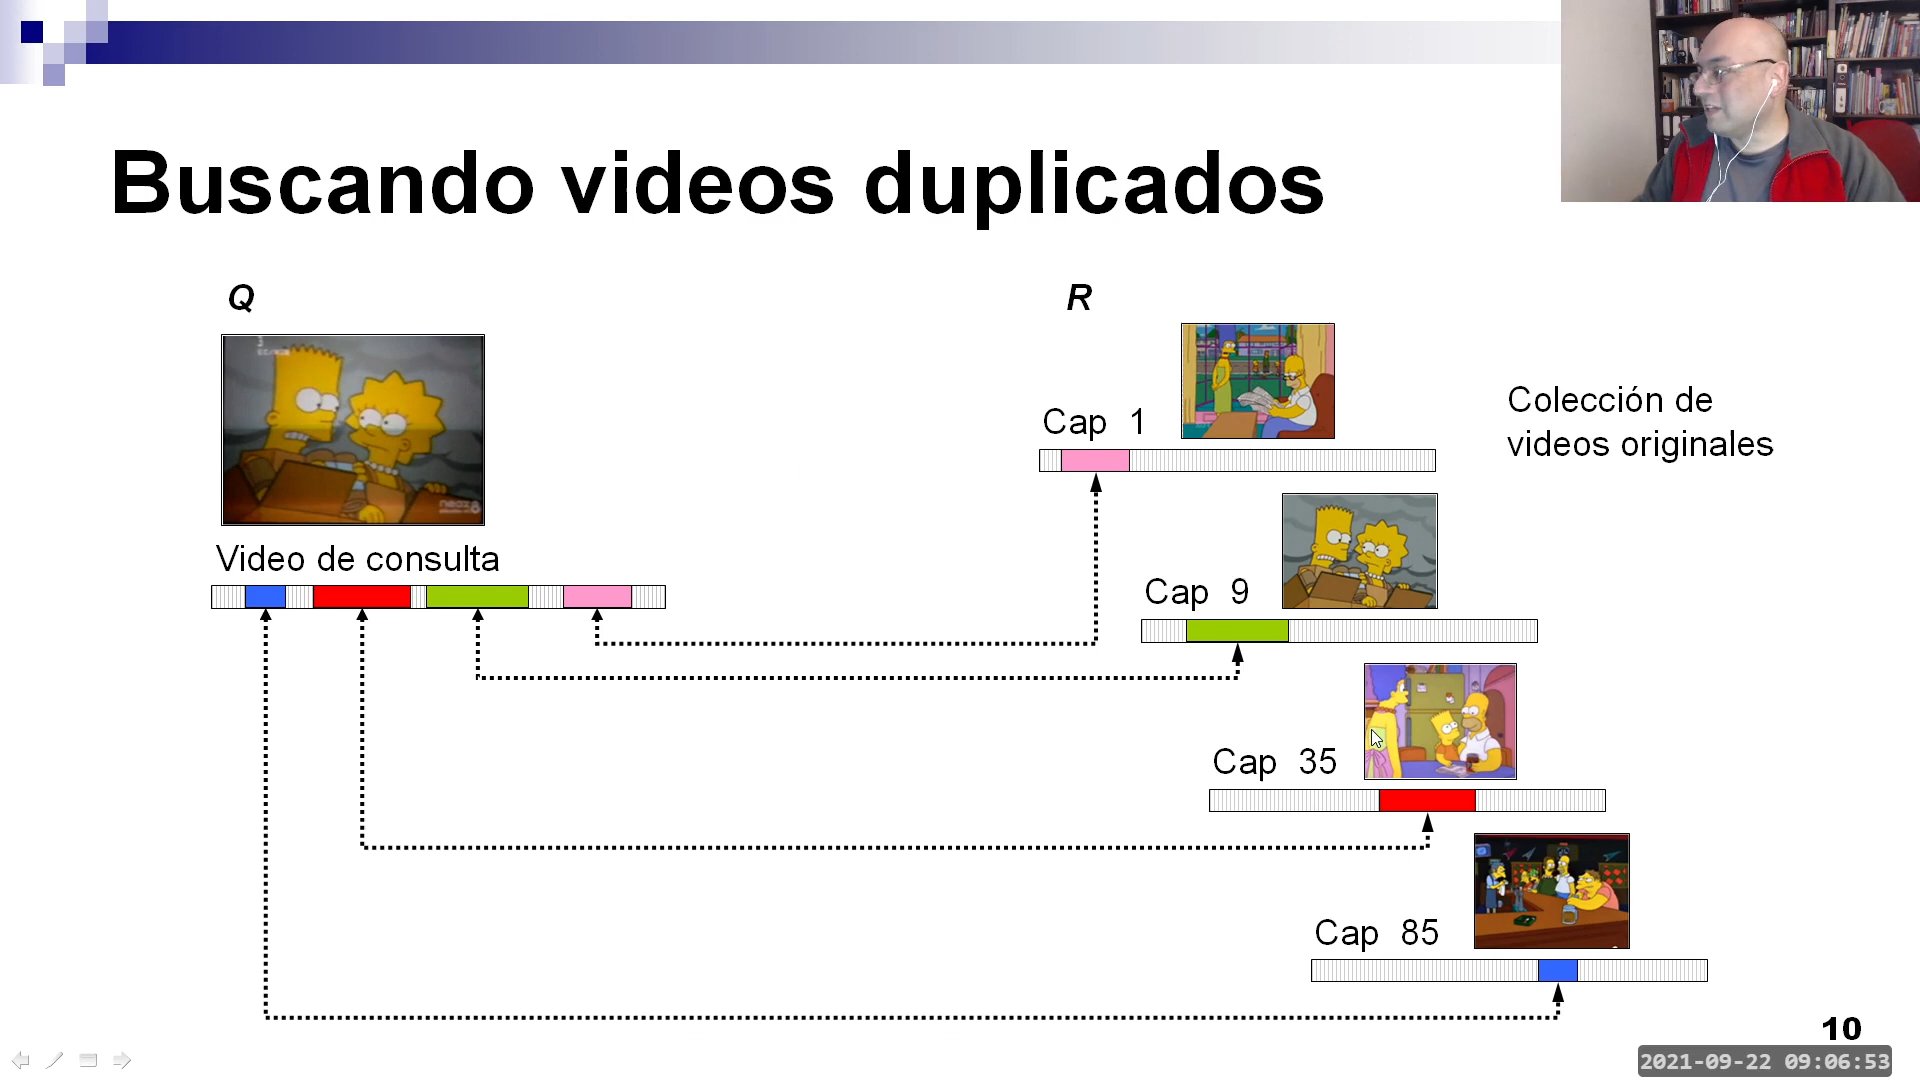 Buscando videos duplicados
Q
R
Cap 1
Colección de
videos originales
Video de consulta
Cap 9
Cap 35
Cap 85
10
2021-09-22 09:06:53